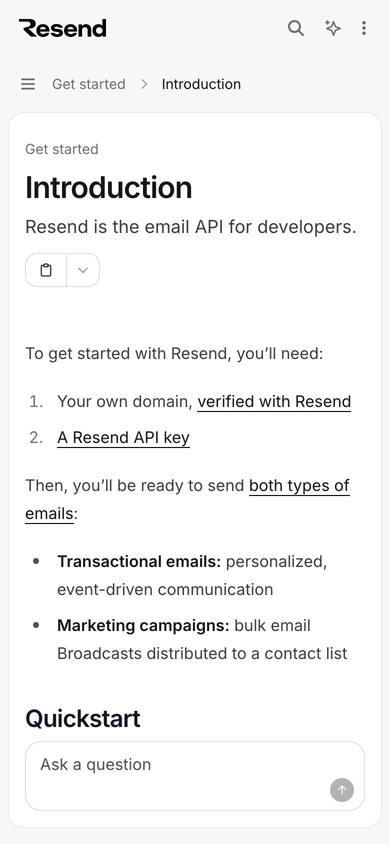 Resend
Get started
Introduction
Get started
Introduction
Resend is the email API for developers.
To get started with Resend, you’ll need:
1. Your own domain, verified with Resend
2. A Resend API key
Then, you’ll be ready to send both types of
emails:
• Transactional emails: personalized,
event-driven communication
• Marketing campaigns: bulk email
Broadcasts distributed to a contact list
Quickstart
Ask a question